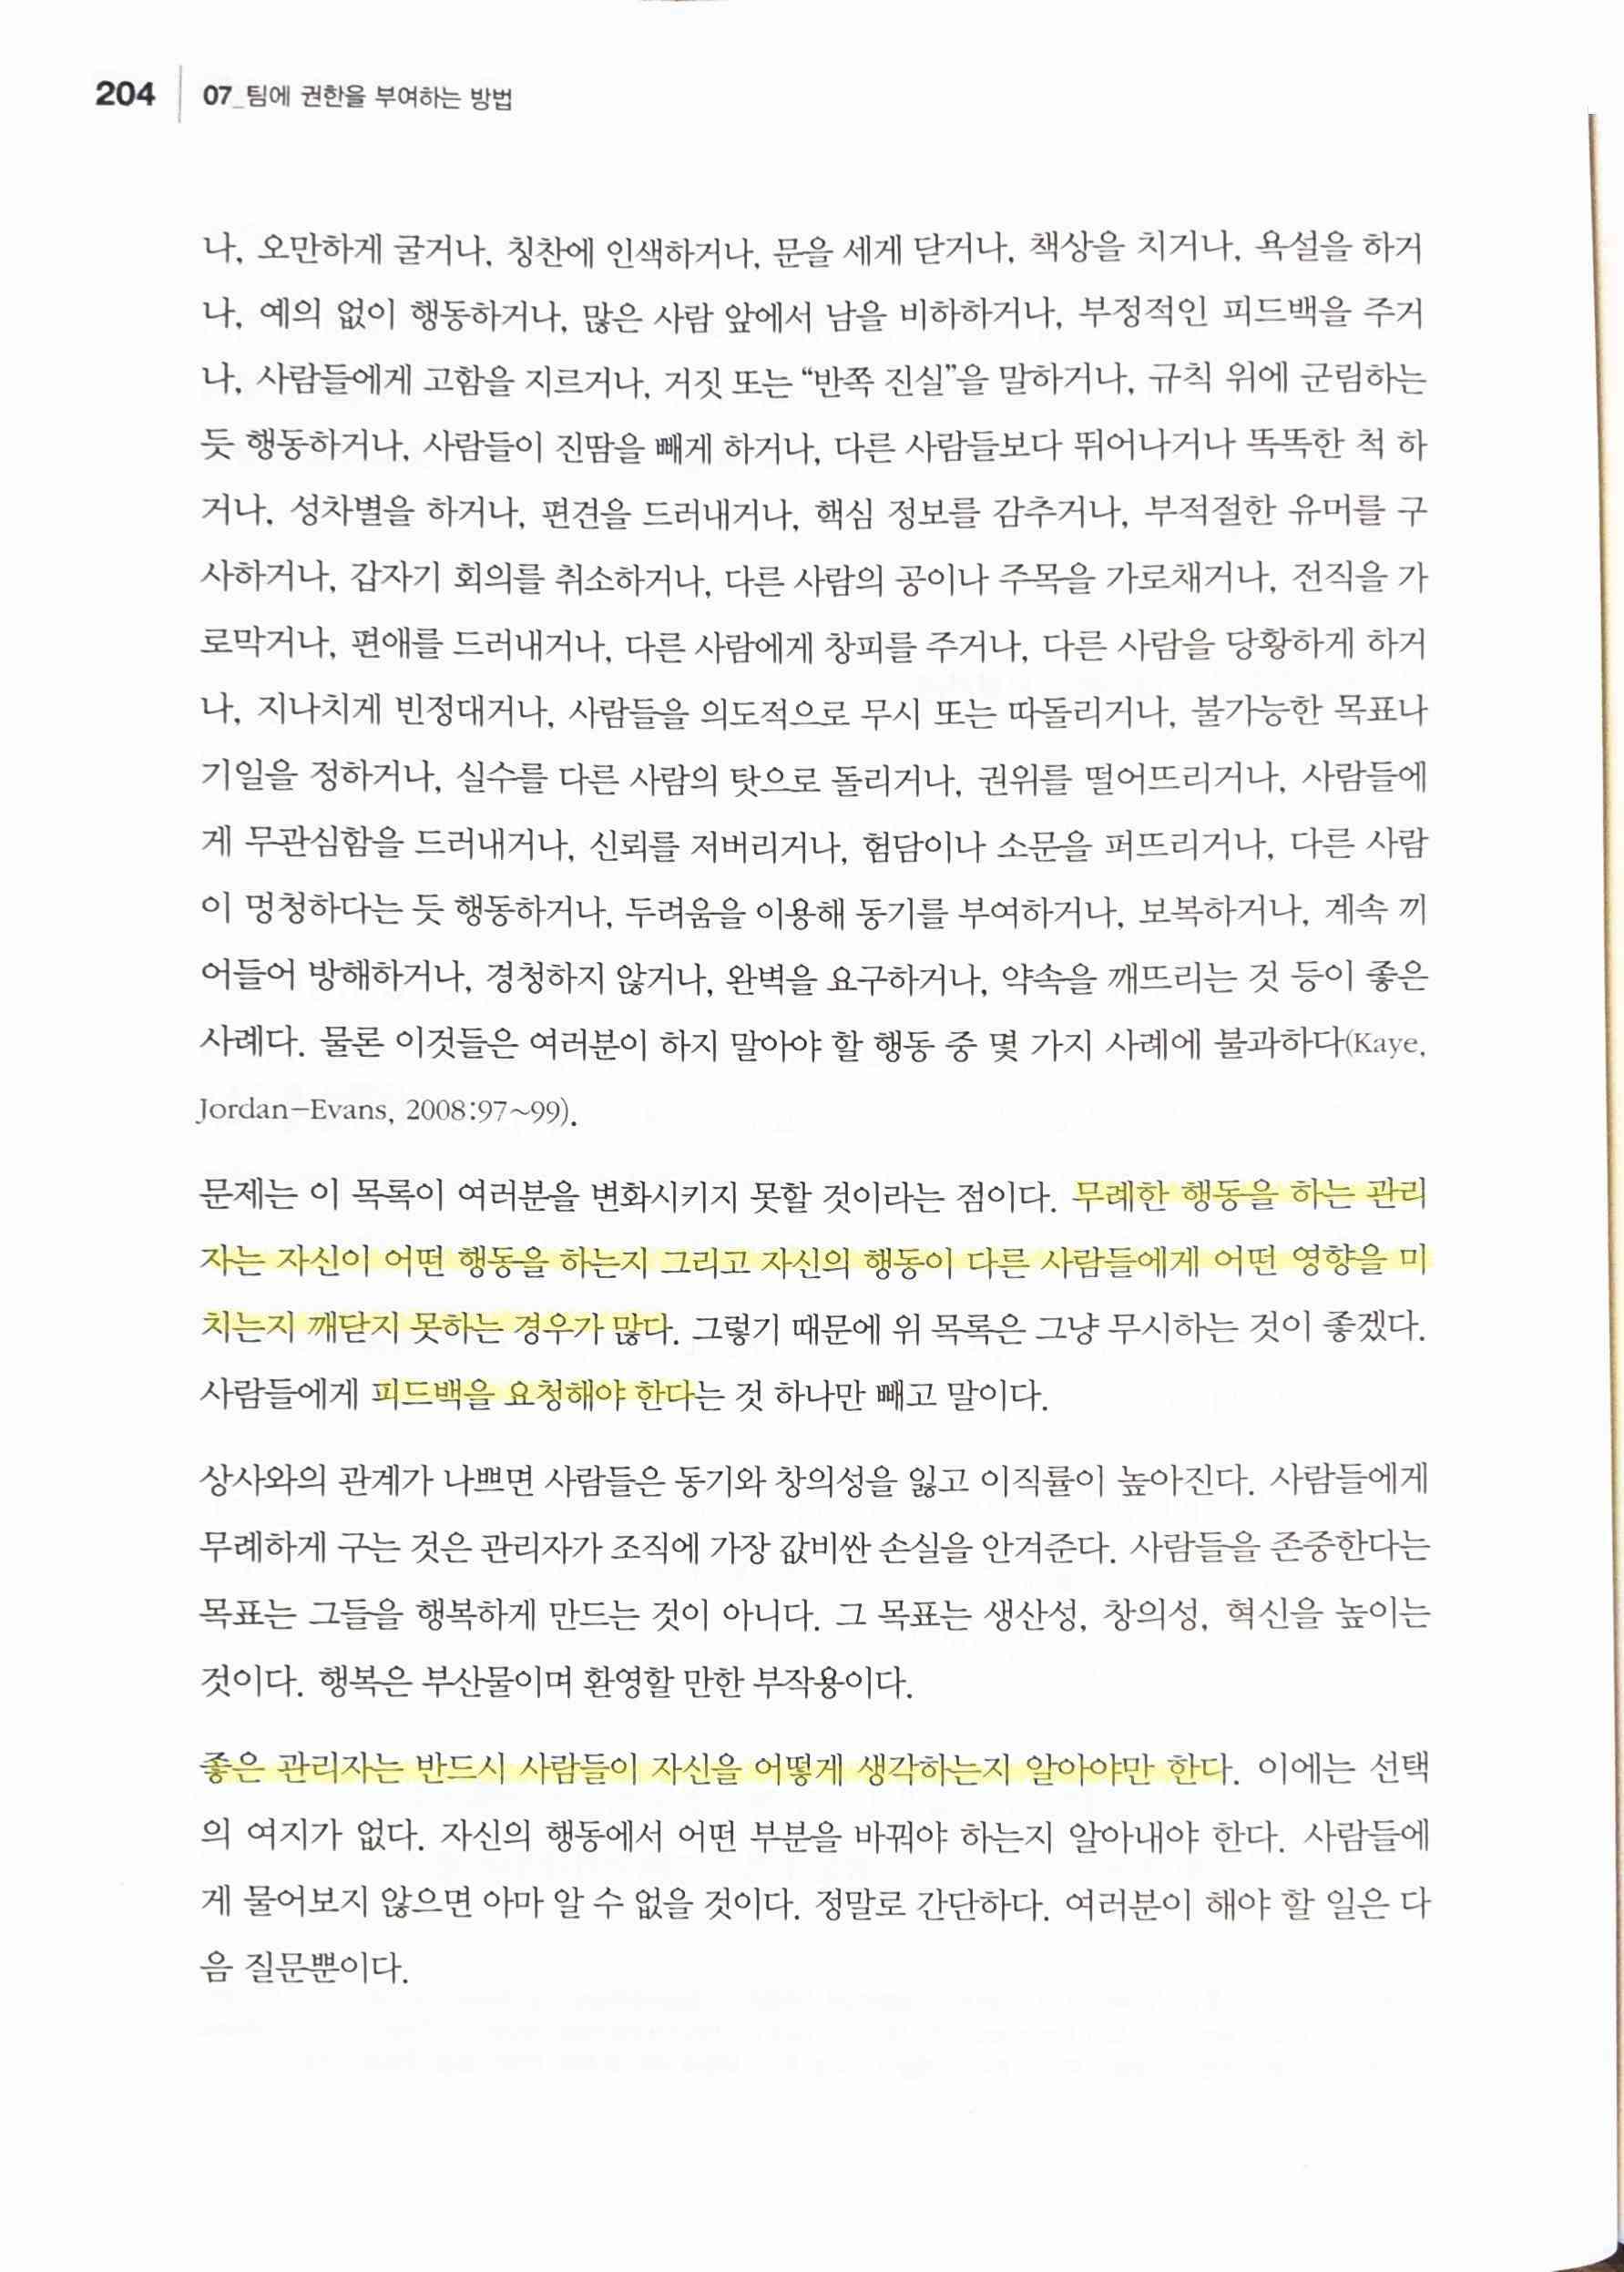 204 07_팀에 권한을 부여하는 방법
나, 오만하게 굴거나, 칭찬에 인색하거나, 문을 세게 닫거나, 책상을 치거나, 욕설을 하거
나, 예의 없이 행동하거나, 많은 사람 앞에서 남을 비하하거나, 부정적인 피드백을 주거
나, 사람들에게 고함을 지르거나, 거짓 또는 “반쪽 진실”을 말하거나, 규칙 위에 군림하는
듯 행동하거나, 사람들이 진땀을 빼게 하거나, 다른 사람들보다 뛰어나거나 똑똑한 척 하
거나, 성차별을 하거나, 편견을 드러내거나, 핵심 정보를 감추거나, 부적절한 유머를 구
사하거나, 갑자기 회의를 취소하거나, 다른 사람의 공이나 주목을 가로채거나, 전직을 가
로막거나, 편애를 드러내거나, 다른 사람에게 창피를 주거나, 다른 사람을 당황하게 하거
나, 지나치게 빈정대거나, 사람들을 의도적으로 무시 또는 따돌리거나, 불가능한 목표나
기일을 정하거나, 실수를 다른 사람의 탓으로 돌리거나, 권위를 떨어뜨리거나, 사람들에
게 무관심함을 드러내거나, 신뢰를 저버리거나, 험담이나 소문을 퍼뜨리거나, 다른 사람
이 멍청하다는 듯 행동하거나, 두려움을 이용해 동기를 부여하거나, 보복하거나, 계속 끼
어들어 방해하거나, 경청하지 않거나, 완벽을 요구하거나, 약속을 깨뜨리는 것 등이 좋은
사례다. 물론 이것들은 여러분이 하지 말아야 할 행동 중 몇 가지 사례에 불과하다(Kaye,
Jordan-Evans, 2008:97~99).
문제는 이 목록이 여러분을 변화시키지 못할 것이라는 점이다. 무례한 행동을 하는 관리
자는 자신이 어떤 행동을 하는지 그리고 자신의 행동이 다른 사람들에게 어떤 영향을 미
치는지 깨닫지 못하는 경우가 많다. 그렇기 때문에 위 목록은 그냥 무시하는 것이 좋겠다.
사람들에게 피드백을 요청해야 한다는 것 하나만 빼고 말이다.
상사와의 관계가 나쁘면 사람들은 동기와 창의성을 잃고 이직률이 높아진다. 사람들에게
무례하게 구는 것은 관리자가 조직에 가장 값비싼 손실을 안겨준다. 사람들을 존중한다는
목표는 그들을 행복하게 만드는 것이 아니다. 그 목표는 생산성, 창의성, 혁신을 높이는
것이다. 행복은 부산물이며 환영할 만한 부작용이다.
좋은 관리자는 반드시 사람들이 자신을 어떻게 생각하는지 알아야만 한다. 이에는 선택
의 여지가 없다. 자신의 행동에서 어떤 부분을 바꿔야 하는지 알아내야 한다. 사람들에
게 물어보지 않으면 아마 알 수 없을 것이다. 정말로 간단하다. 여러분이 해야 할 일은 다
음 질문뿐이다.